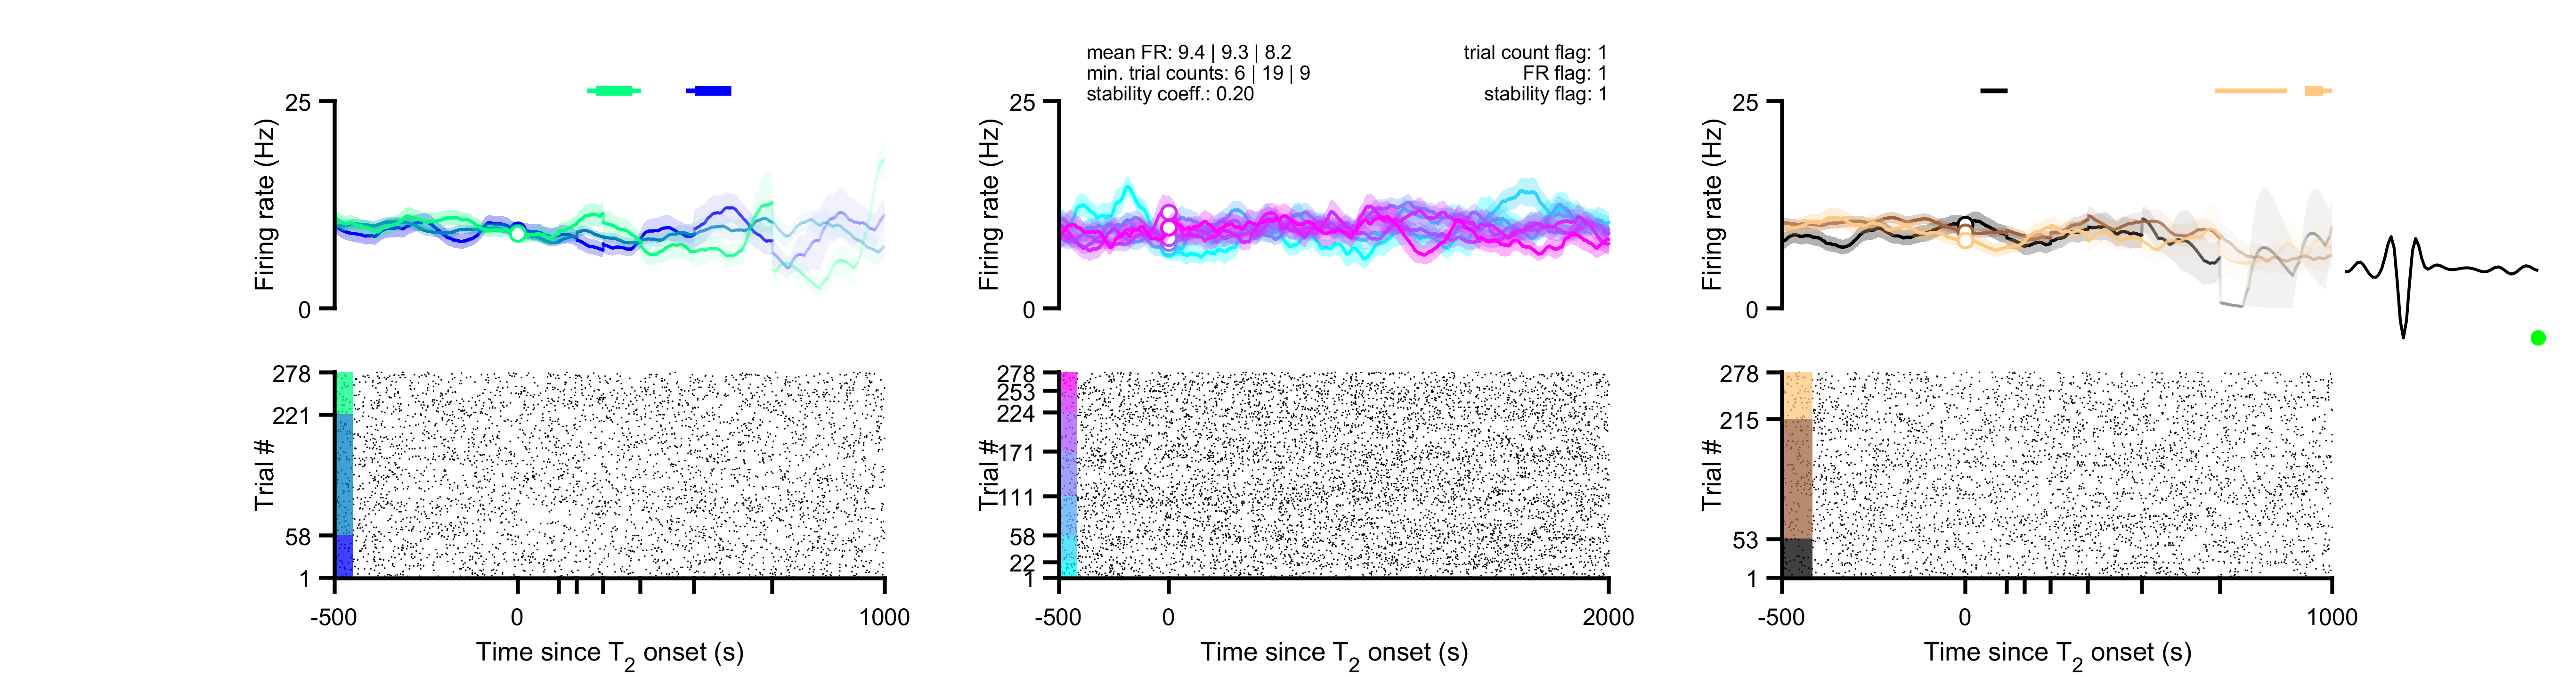 mean FR: 9.4 | 9.3 | 8.2
min. trial counts: 6 | 19 | 9
stability coeff.: 0.20
trial count flag: 1
FR flag: 1
stability flag: 1
25
0
Firing rate (Hz)
25
0
Firing rate (Hz)
25
0
Firing rate (Hz)
278
221
58
1
Trial #
-500
0
1000
Time since T2 onset (s)
278
253
224
171
111
58
22
1
Trial #
-500
0
2000
Time since T2 onset (s)
278
215
53
1
Trial #
-500
0
1000
Time since T2 onset (s)